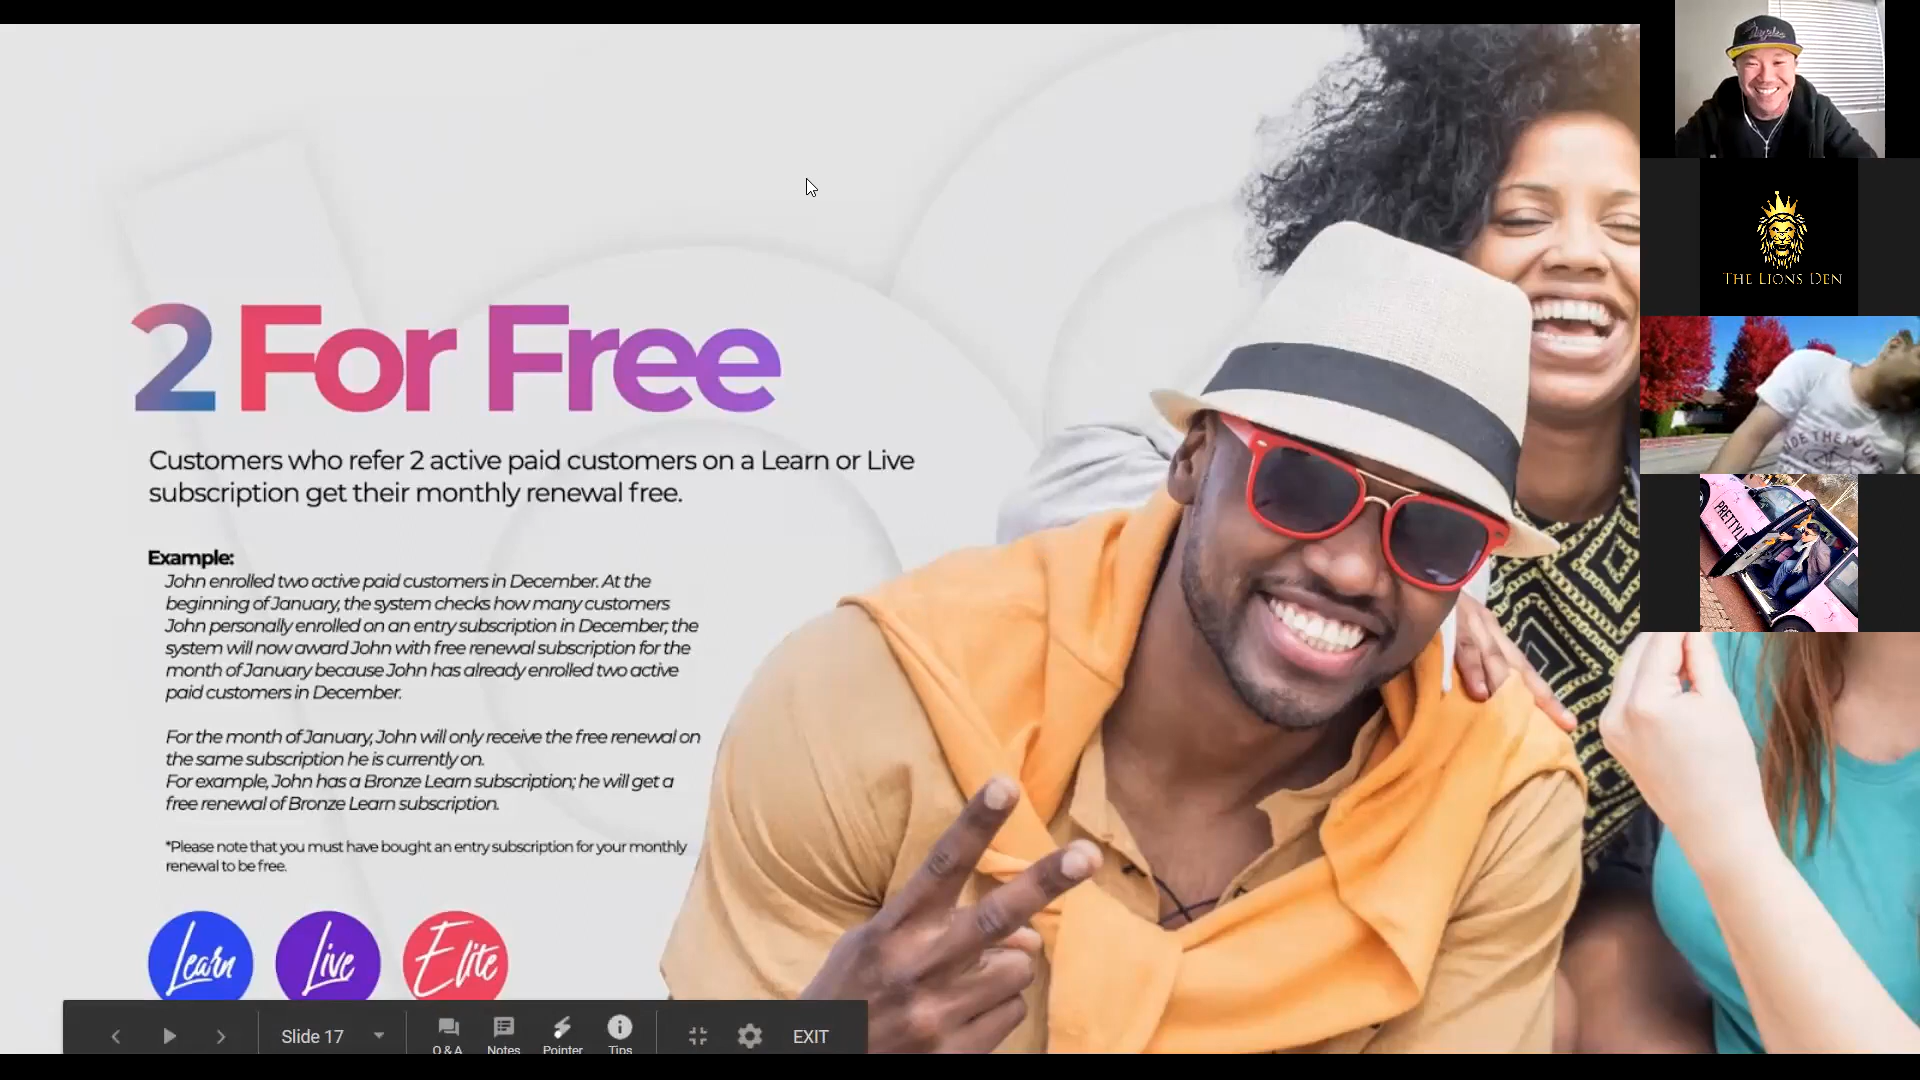 2 For Free
Customers who refer 2 active paid customers on a Learn or Live
subscription get their monthly renewal free.
Example:
John enrolled two active paid customers in December. At the
beginning of January, the system checks how many customers
John personally enrolled on an entry subscription in December; the
system will now award John with free renewal subscription for the
month of January because John has already enrolled two active
paid customers in December.
For the month of January, John will only receive the free renewal on
the same subscription he is currently on.
For example, John has a Bronze Learn subscription; he will get a
free renewal of Bronze Learn subscription.
*Please note that you must have bought an entry subscription for your monthly
renewal to be free.
Learn
Live
Elite
Slide 17
Q & A
Notes
Pointer
Tips
EXIT
THE LIONS DEN